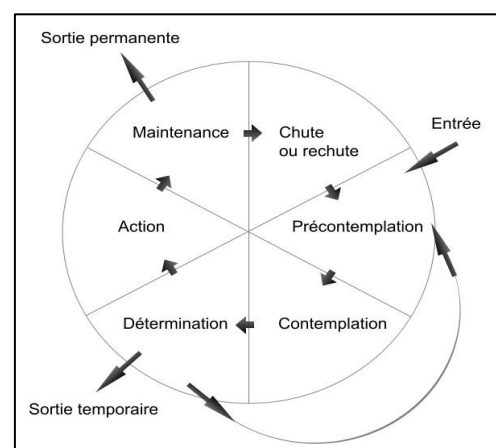 Sortie permanente
Maintenance
Chute
ou rechute
Entrée
Action
Précontemplation
Détermination
Contemplation
Sortie temporaire